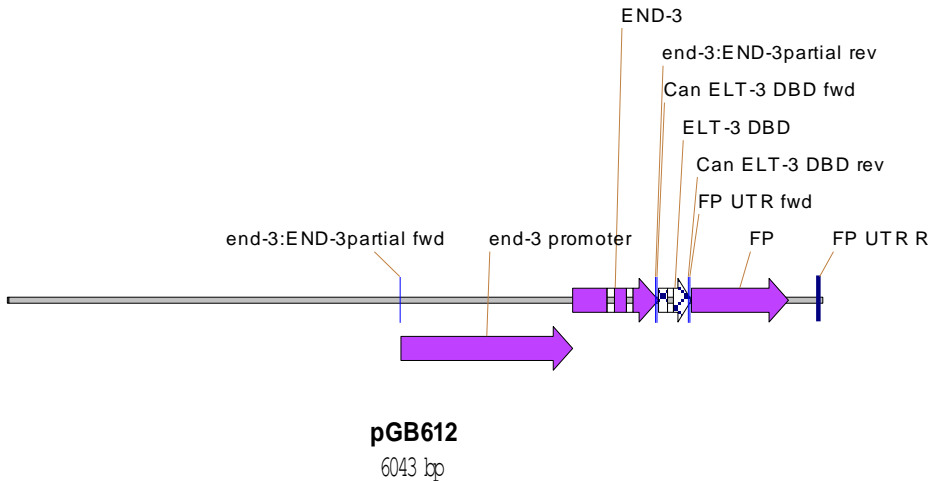 END-3
end-3:END-3partial rev
Can ELT-3 DBD fwd
ELT-3 DBD
Can ELT-3 DBD rev
FP UTR fwd
end-3:END-3partial fwd
end-3 promoter
FP
FP UTR R
pGB612
6043 bp